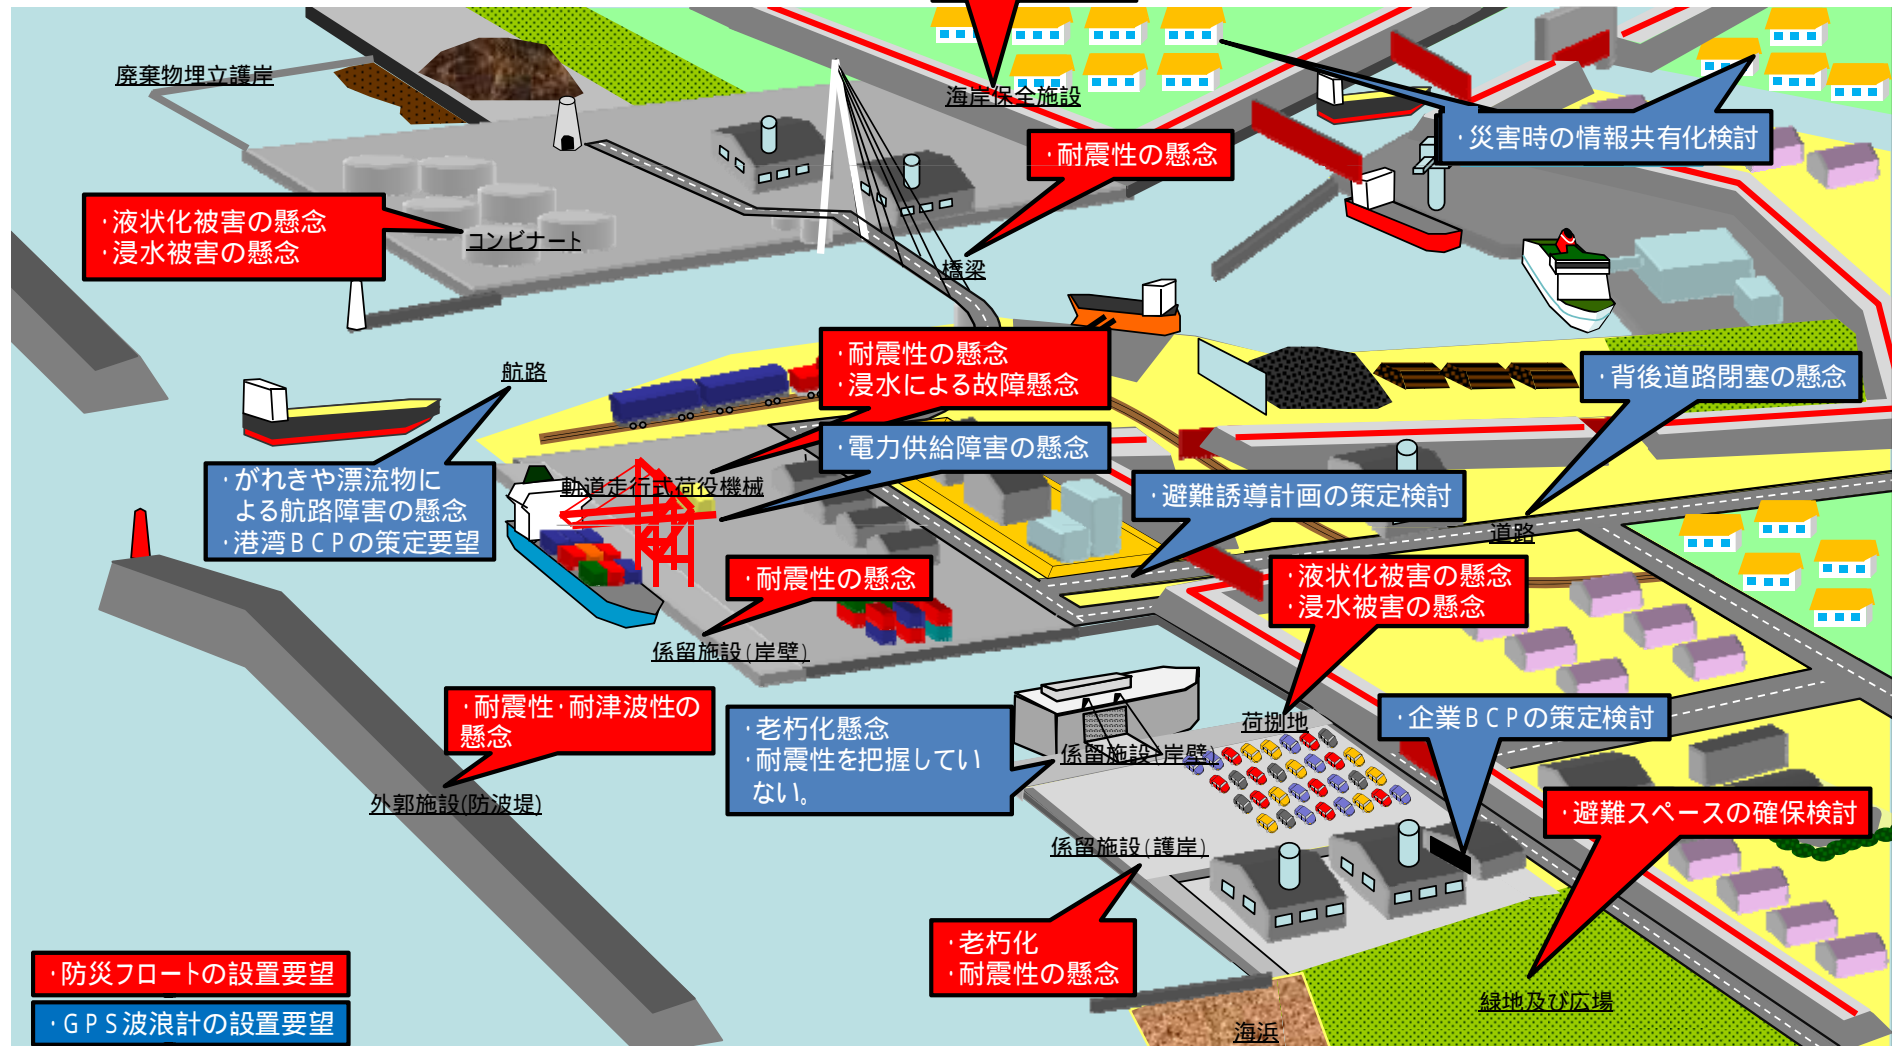 廃棄物埋立護岸
海岸保全施設
・災害時の情報共有化検討
・耐震性の懸念
・液状化被害の懸念
・浸水被害の懸念
コンビナート
橋梁
・耐震性の懸念
・浸水による故障懸念
航路
・背後道路閉塞の懸念
・電力供給障害の懸念
・がれきや漂流物に
よる航路障害の懸念
・港湾BCPの策定要望
軌道走行式荷役機械
・避難誘導計画の策定検討
道路
・耐震性の懸念
・液状化被害の懸念
・浸水被害の懸念
係留施設(岸壁)
・耐震性・耐津波性の
懸念
・老朽化懸念
・耐震性を把握してい
ない。
荷捌地
・企業BCPの策定検討
係留施設(岸壁)
外郭施設(防波堤)
・避難スペースの確保検討
係留施設(護岸)
・老朽化
・耐震性の懸念
・防災フロートの設置要望
・GPS波浪計の設置要望
緑地及び広場
海浜